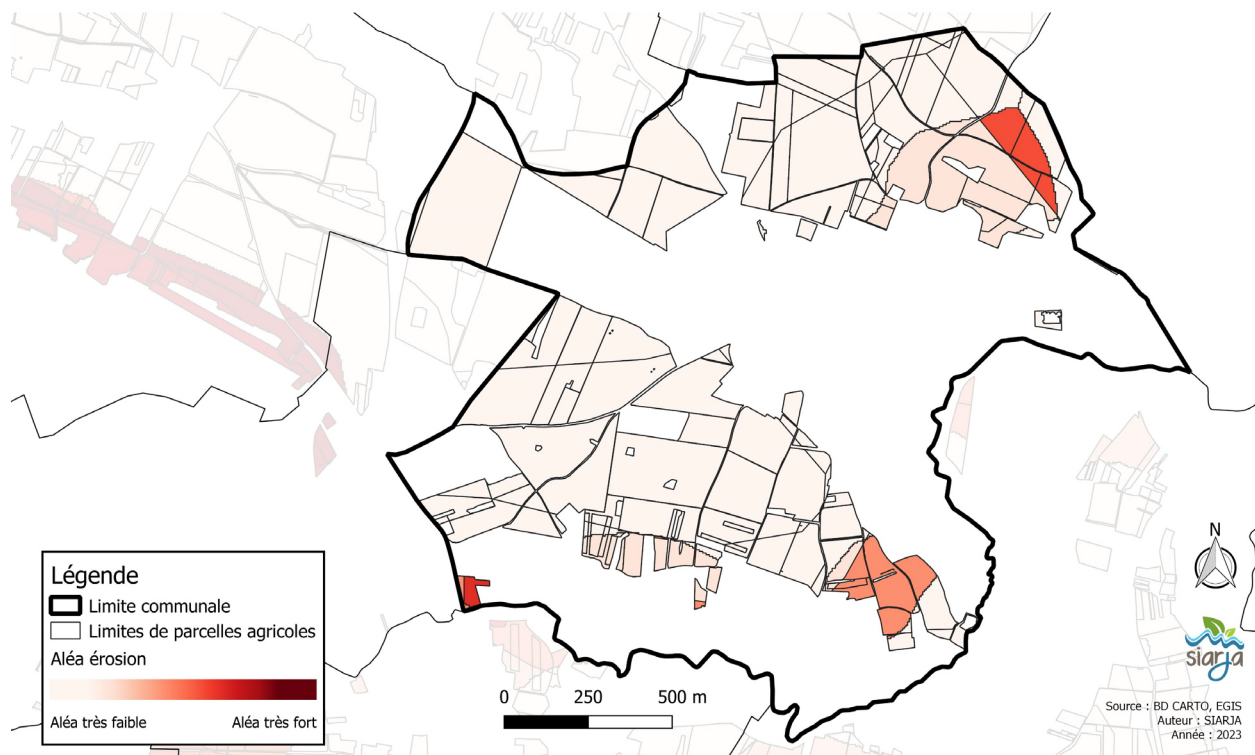 Légende
Limite communale
Limites de parcelles agricoles
Aléa érosion
Aléa très faible Aléa très fort
0 250 500 m
N
siarja
Source : BD CARTO, EGIS
Auteur : SIARJA
Année : 2023